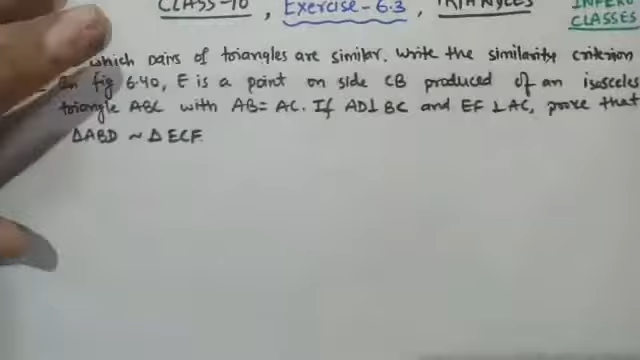 CLASS-10, Exercise-6.3, TRIANGLES
CLASSES
which pairs of triangles are similar. Write the similarity criterion
In fig 6.40, E is a point on side CB produced of an isosceles
triangle ABC with AB = AC. If AD⊥BC and EF⊥AC, prove that
ΔABD ~ ΔECF.